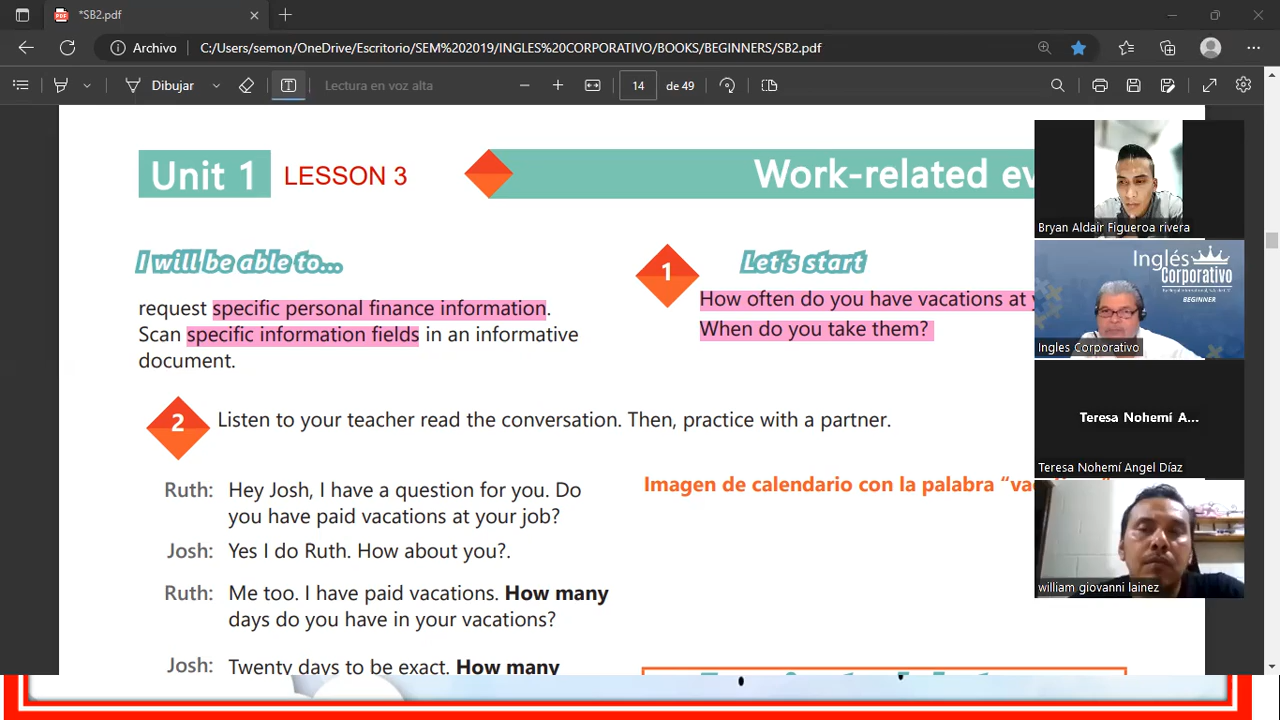 *SB2.pdf
Archivo
C:/Users/semon/OneDrive/Escritorio/SEM%202019/INGLES%20CORPORATIVO/BOOKS/BEGINNERS/SB2.pdf
Dibujar
Lectura en voz alta
14
de 49
Unit 1
LESSON 3
Work-related ev
I will be able to...
request specific personal finance information.
Scan specific information fields in an informative
document.
1
Let's start
How often do you have vacations at
When do you take them?
2
Listen to your teacher read the conversation. Then, practice with a partner.
Ruth: Hey Josh, I have a question for you. Do
you have paid vacations at your job?
Josh: Yes I do Ruth. How about you?.
Ruth: Me too. I have paid vacations. How many
days do you have in your vacations?
Josh: Twenty days to be exact. How many
Imagen de calendario con la palabra
Bryan Aldair Figueroa rivera
Inglés
Corporativo
BEGINNER
Ingles Corporativo
Teresa Nohemí A...
Teresa Nohemí Angel Díaz
william giovanni lainez